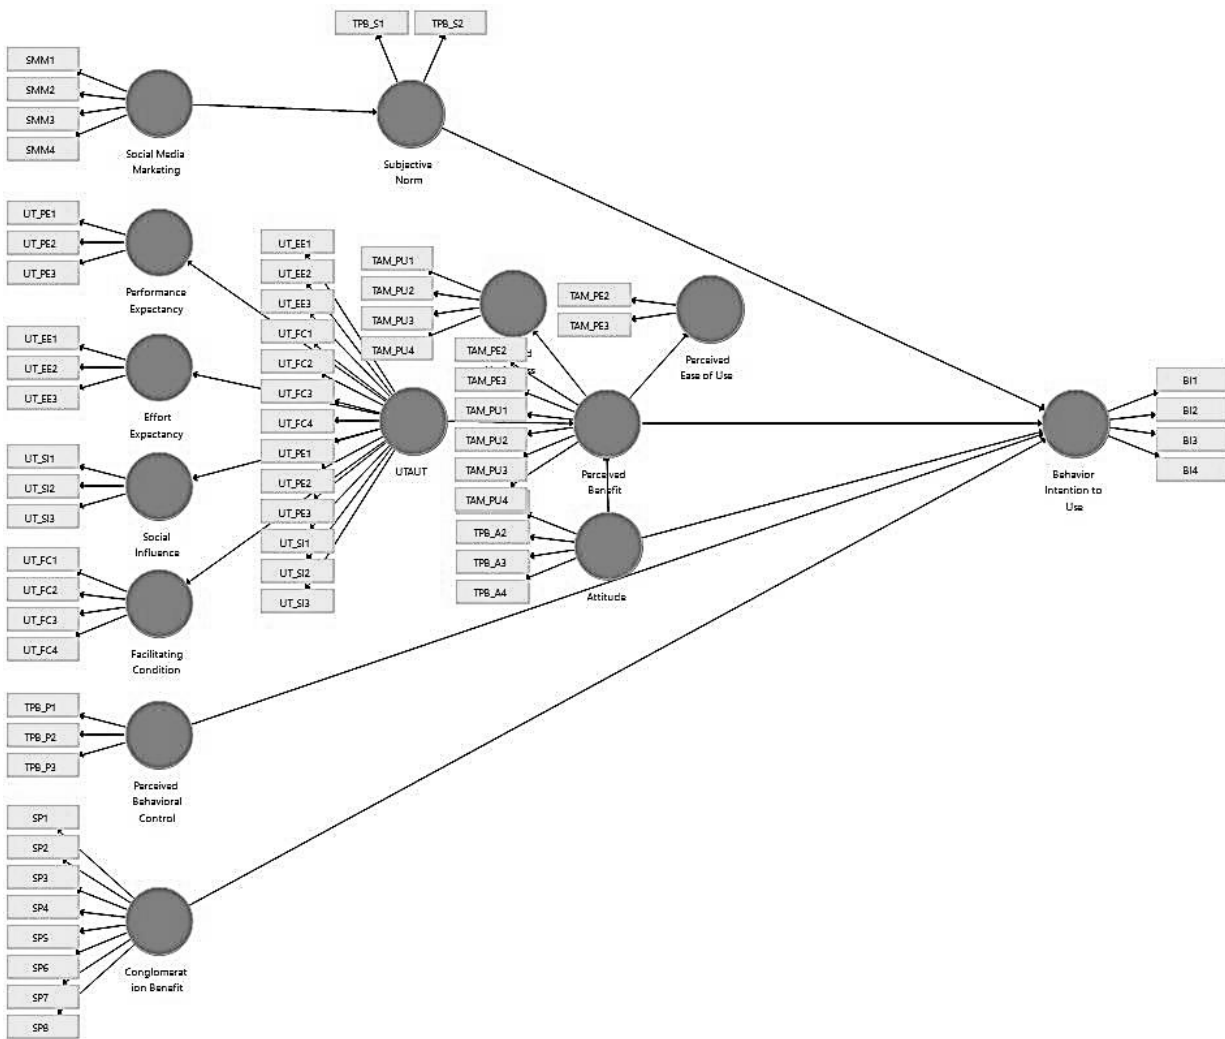 TPB_S1
TPB_S2
SMM1
SMM2
SMM3
SMM4
Social Media
Marketing
Subjective
Norm
UT_PE1
UT_PE2
UT_PE3
Performance
Expectancy
UT_EE1
UT_EE2
UT_EE3
Effort
Expectancy
UT_SI1
UT_SI2
UT_SI3
Social
Influence
UT_FC1
UT_FC2
UT_FC3
UT_FC4
Facilitating
Condition
TPB_P1
TPB_P2
TPB_P3
Perceived
Behavioral
Control
SP1
SP2
SP3
SP4
SP5
SP6
SP7
SP8
Conglomerat
ion Benefit
UT_EE1
UT_EE2
UT_EE3
UT_FC1
UT_FC2
UT_FC3
UT_FC4
UT_PE1
UT_PE2
UT_PE3
UT_SI1
UT_SI2
UT_SI3
UTAUT
TAM_PU1
TAM_PU2
TAM_PU3
TAM_PU4
TAM_PE2
TAM_PE3
Perceived
Ease of Use
TAM_PE2
TAM_PE3
TAM_PU1
TAM_PU2
TAM_PU3
TAM_PU4
Perceived
Benefit
TPB_A2
TPB_A3
TPB_A4
Attitude
Behavior
Intention to
Use
BI1
BI2
BI3
BI4